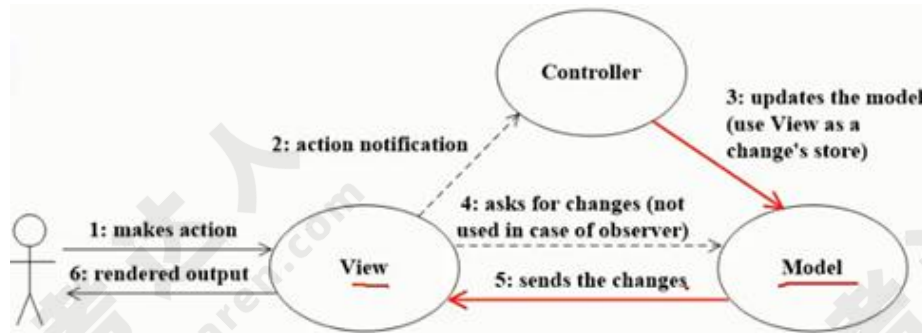 Controller
3: updates the model
(use View as a
change's store)
2: action notification
4: asks for changes (not
used in case of observer)
1: makes action
View
Model
6: rendered output
5: sends the changes